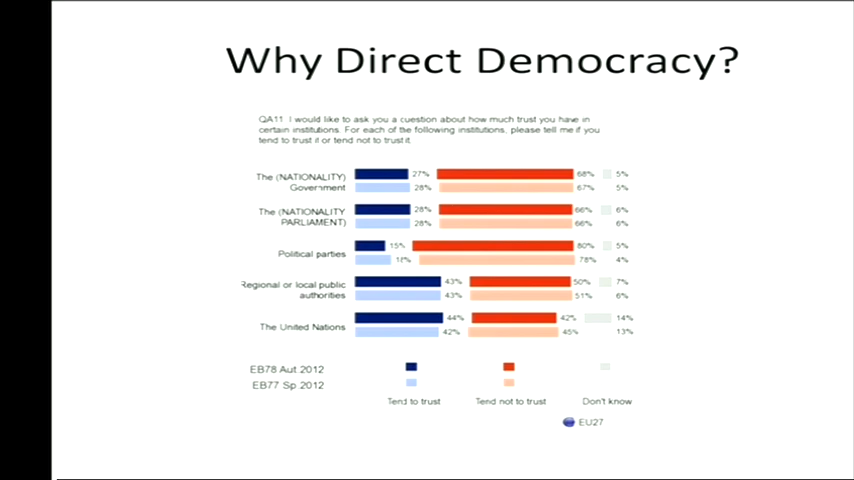 Why Direct Democracy?
QA11 I would like to ask you a question about how much trust you have in
certain institutions. For each of the following institutions, please tell me if you
tend to trust it or tend not to trust it.
The (NATIONALITY) 27% 68% 5%
Government 28% 67% 5%
The (NATIONALITY 28% 66% 6%
PARLIAMENT) 28% 66% 6%
15% 80% 5%
Political parties
18% 78% 4%
Regional or local public 43% 50% 7%
authorities 43% 51% 6%
44% 42% 14%
The United Nations 42% 45% 13%
EB78 Aut.2012
EB77 Sp.2012
Tend to trust Tend not to trust Don't know
EU27